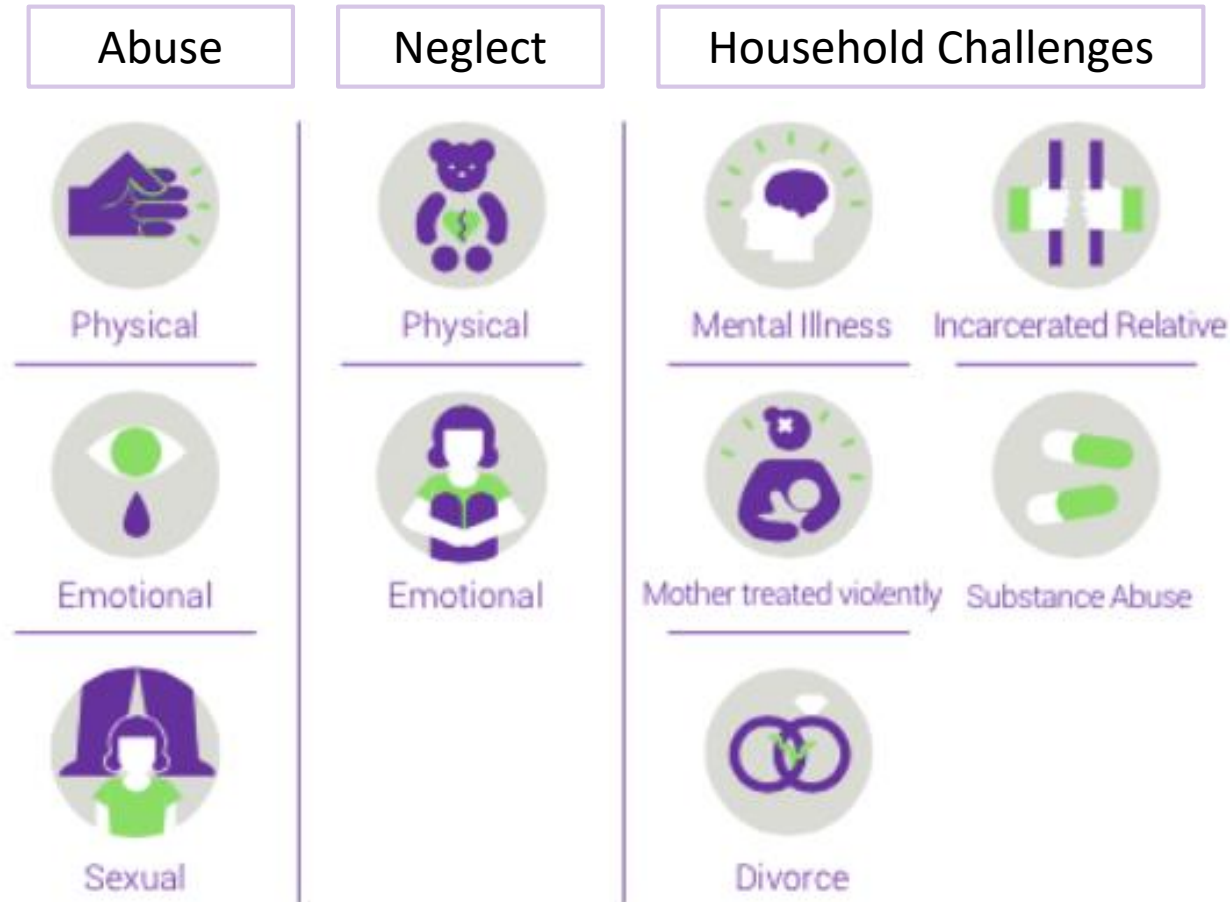 Abuse
Neglect
Household Challenges
Physical
Physical
Mental Illness
Incarcerated Relative
Emotional
Emotional
Mother treated violently
Substance Abuse
Sexual
Divorce